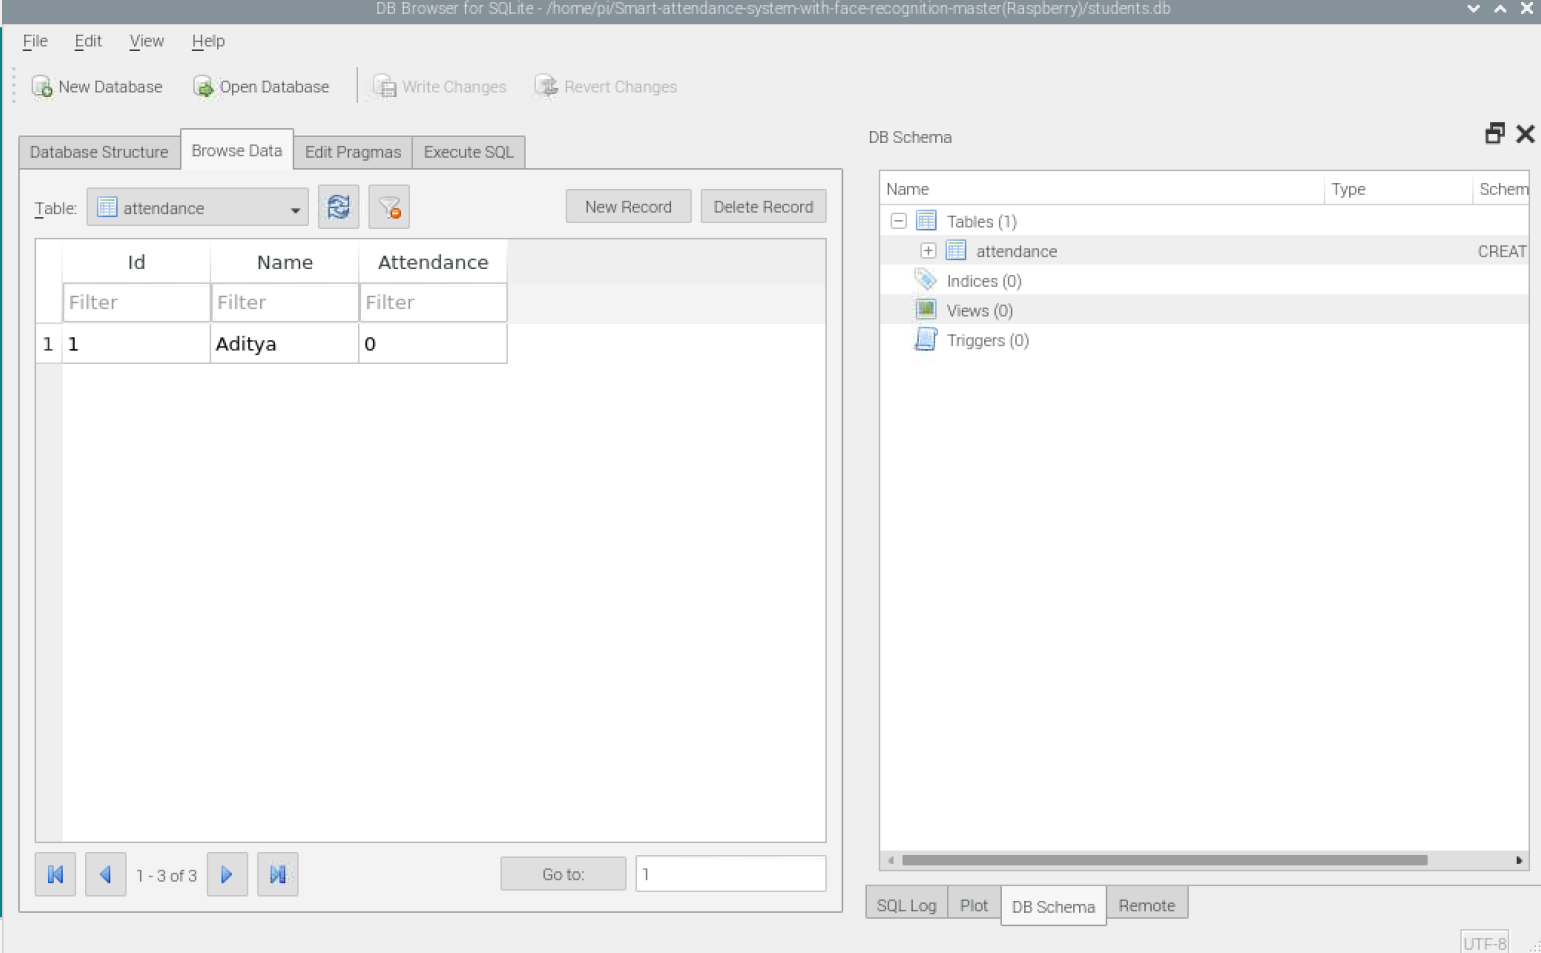 DB Browser for SQLite - /home/pi/Smart-attendance-system-with-face-recognition-master(Raspberry)/students.db
File Edit View Help
New Database Open Database Write Changes Revert Changes
Database Structure Browse Data Edit Pragmas Execute SQL
Table: attendance New Record Delete Record
Id Name Attendance
Filter Filter Filter
1 1 Aditya 0
1 - 3 of 3 Go to: 1
DB Schema
Name Type Schem
Tables (1)
attendance CREAT
Indices (0)
Views (0)
Triggers (0)
SQL Log Plot DB Schema Remote
UTF-8